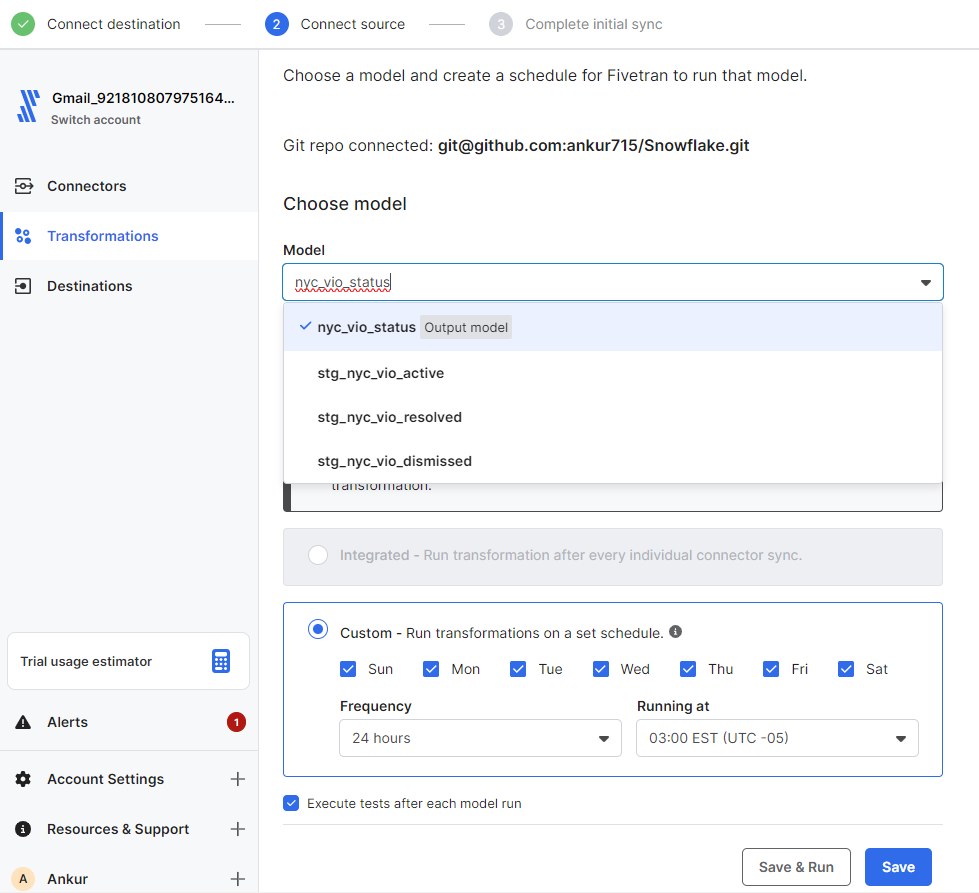 Connect destination
2 Connect source
3 Complete initial sync
Gmail_921810807975164...
Switch account
Connectors
Transformations
Destinations
Trial usage estimator
Alerts 1
Account Settings
Resources & Support
A Ankur
Choose a model and create a schedule for Fivetran to run that model.
Git repo connected: git@github.com:ankur715/Snowflake.git
Choose model
Model
nyc_vio_status
nyc_vio_status Output model
stg_nyc_vio_active
stg_nyc_vio_resolved
stg_nyc_vio_dismissed
transformation.
Integrated - Run transformation after every individual connector sync.
Custom - Run transformations on a set schedule.
Sun Mon Tue Wed Thu Fri Sat
Frequency Running at
24 hours 03:00 EST (UTC -05)
Execute tests after each model run
Save & Run Save